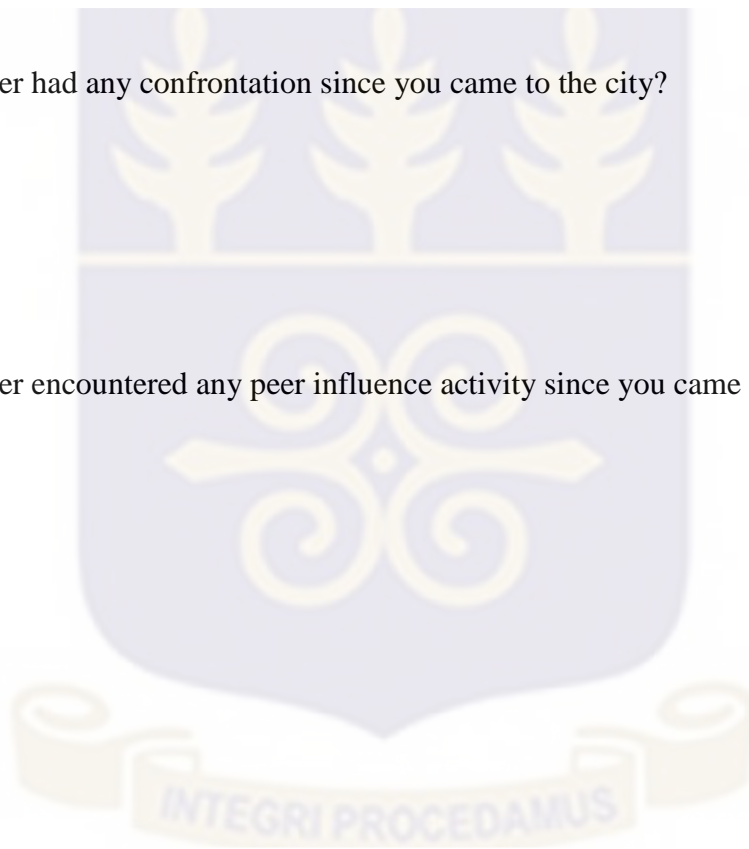 er had any confrontation since you came to the city?
er encountered any peer influence activity since you came
INTEGRI PROCEDAMUS